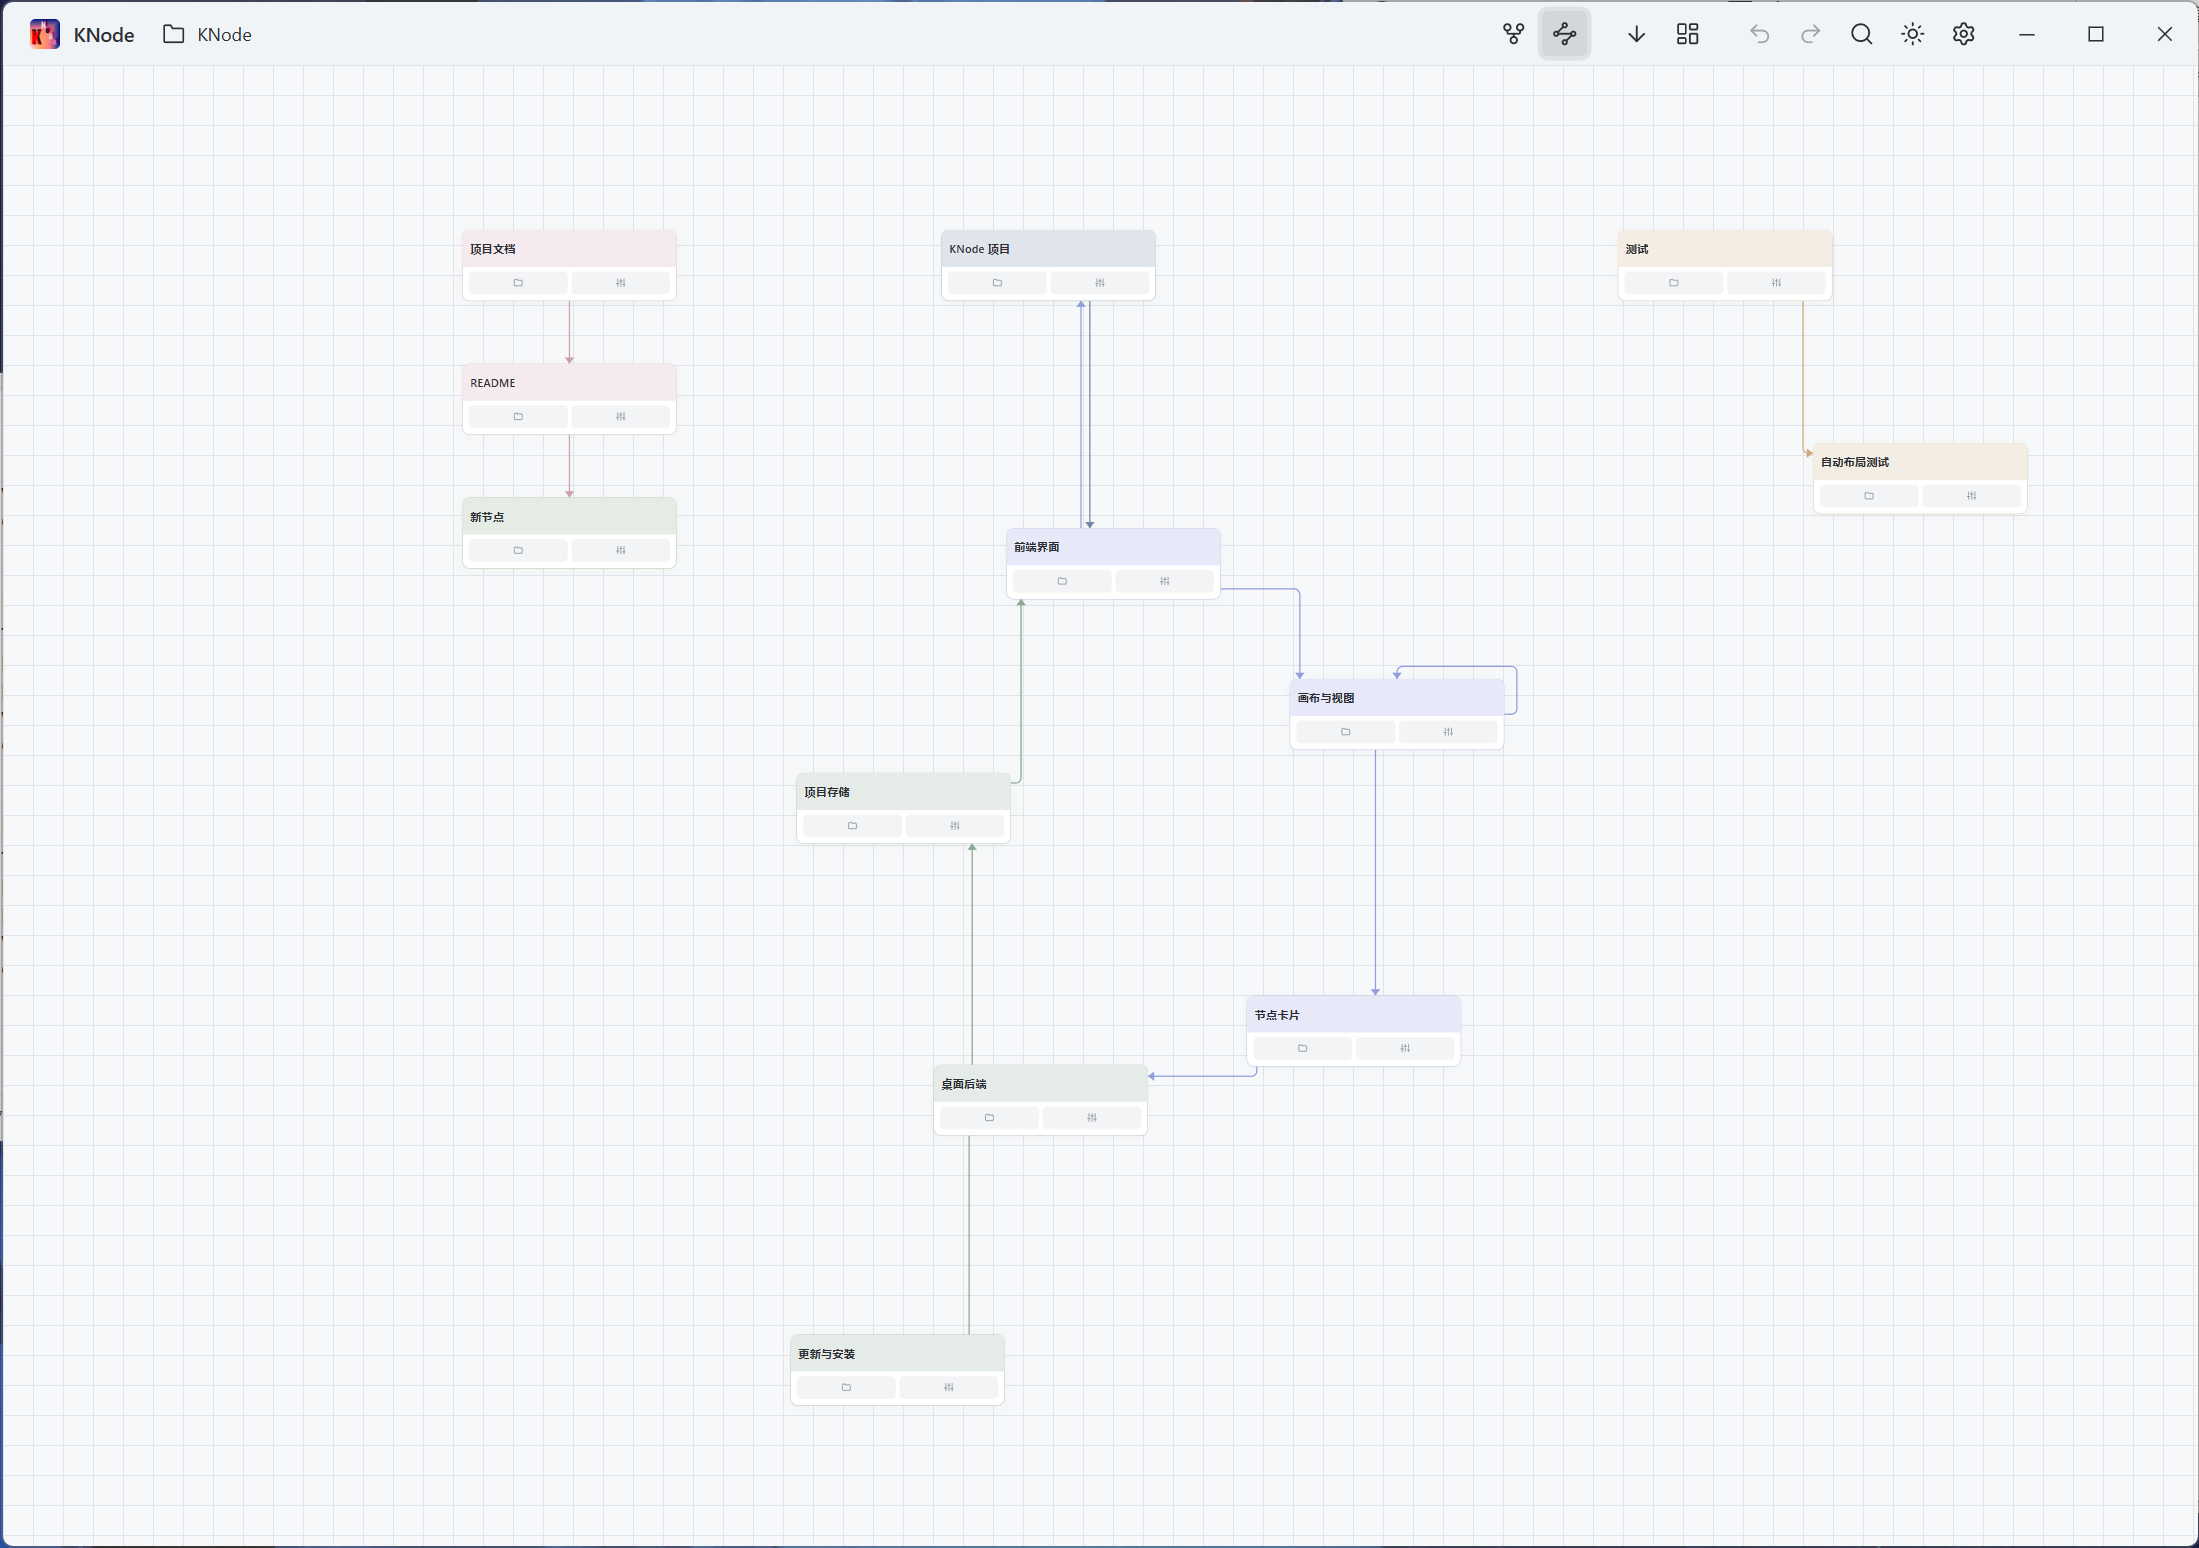 KNode
KNode
项目文档
KNode 项目
测试
README
自动布局测试
新节点
前端界面
画布与视图
项目存储
节点卡片
桌面后端
更新与安装